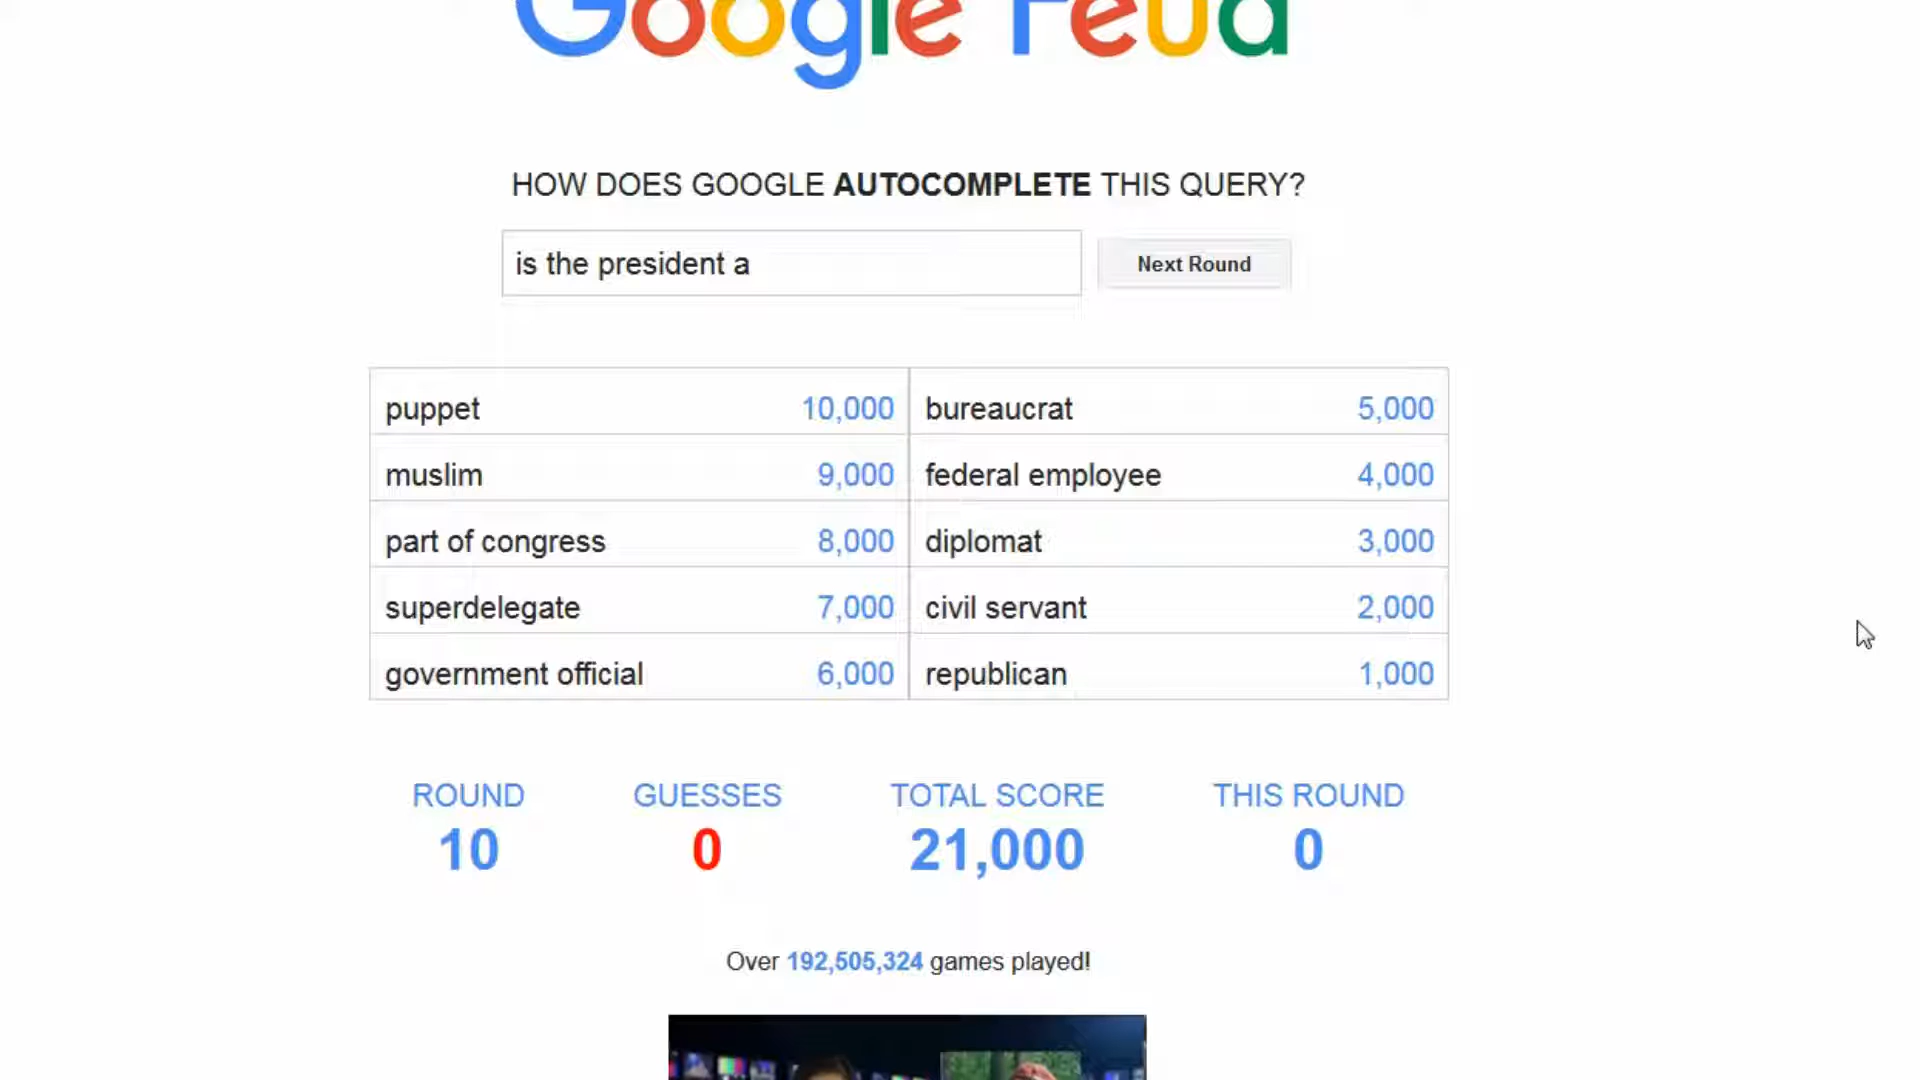 Google Feud
HOW DOES GOOGLE AUTOCOMPLETE THIS QUERY?
is the president a
Next Round
puppet 10,000 bureaucrat 5,000
muslim 9,000 federal employee 4,000
part of congress 8,000 diplomat 3,000
superdelegate 7,000 civil servant 2,000
government official 6,000 republican 1,000
ROUND GUESSES TOTAL SCORE THIS ROUND
10 0 21,000 0
Over 192,505,324 games played!